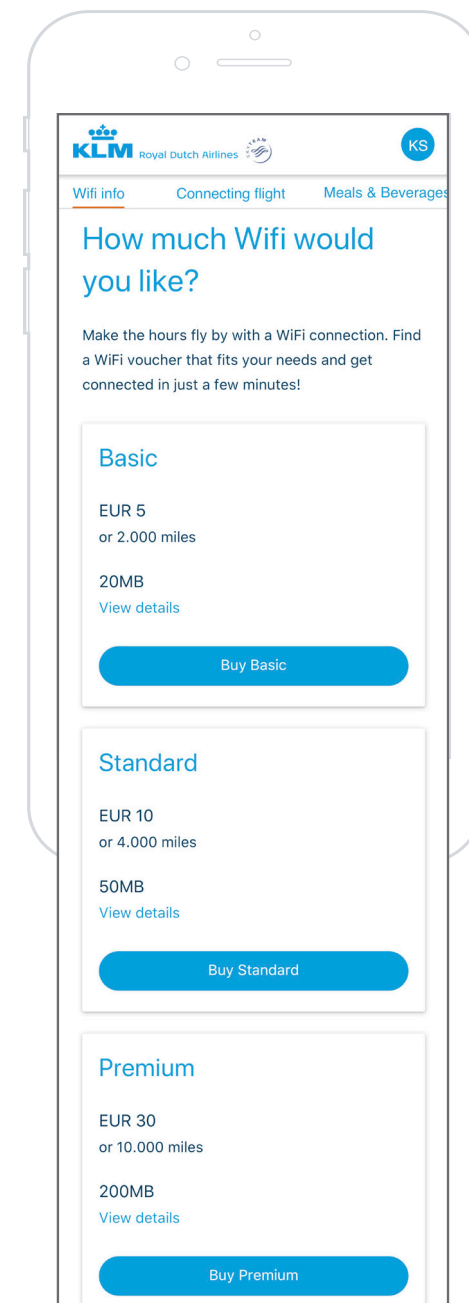 KLM Royal Dutch Airlines SKYTEAM
KS
Wifi info Connecting flight Meals & Beverages
How much Wifi would
you like?
Make the hours fly by with a WiFi connection. Find
a WiFi voucher that fits your needs and get
connected in just a few minutes!
Basic
EUR 5
or 2.000 miles
20MB
View details
Buy Basic
Standard
EUR 10
or 4.000 miles
50MB
View details
Buy Standard
Premium
EUR 30
or 10.000 miles
200MB
View details
Buy Premium